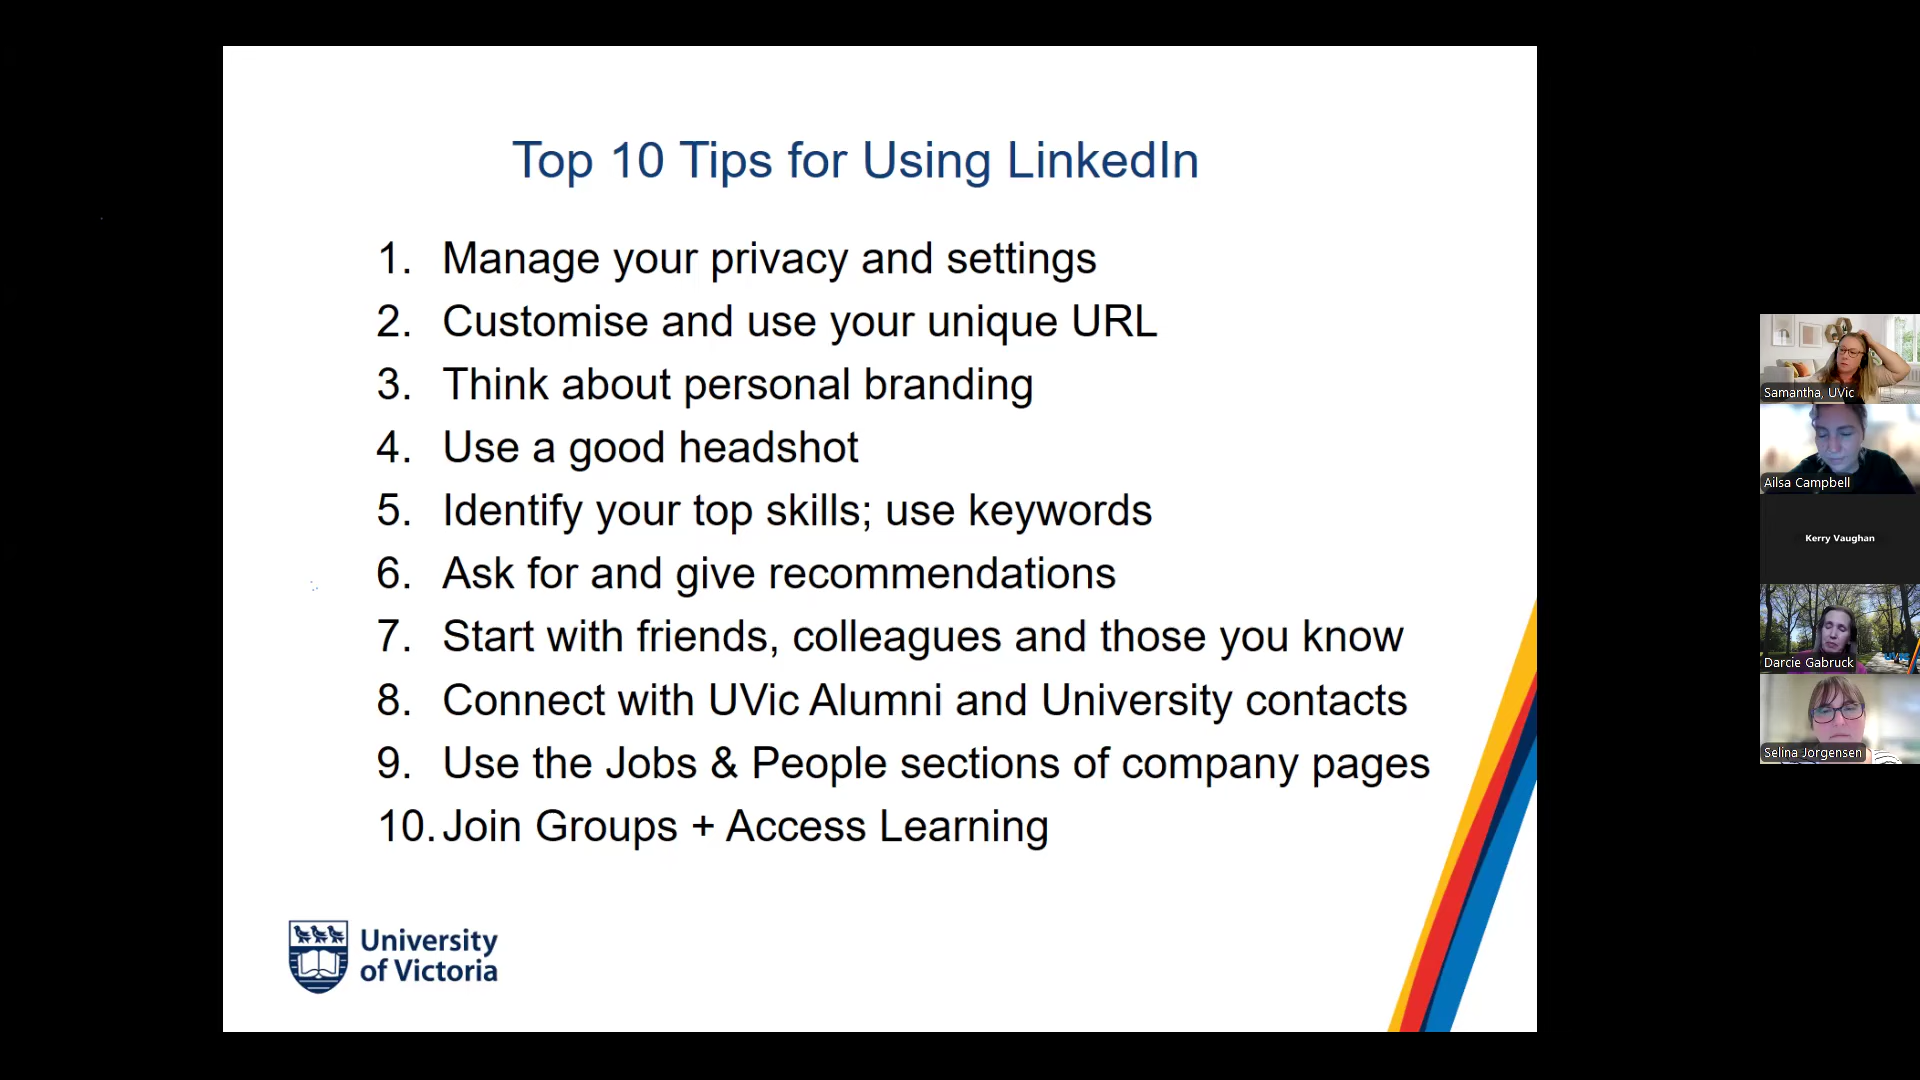 Top 10 Tips for Using LinkedIn
1. Manage your privacy and settings
2. Customise and use your unique URL
3. Think about personal branding
4. Use a good headshot
5. Identify your top skills; use keywords
6. Ask for and give recommendations
7. Start with friends, colleagues and those you know
8. Connect with UVic Alumni and University contacts
9. Use the Jobs & People sections of company pages
10. Join Groups + Access Learning
University
of Victoria
Samantha, UVic
Ailsa Campbell
Kerry Vaughan
Darcie Gabruck
Selina Jorgensen